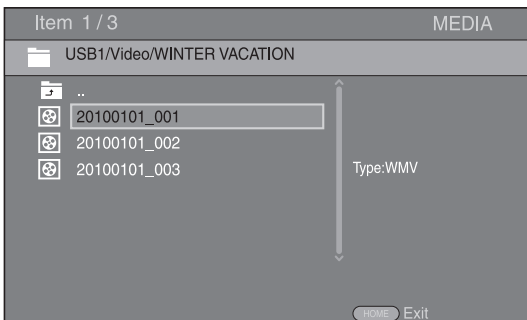 Item 1/3 MEDIA
USB1/Video/WINTER VACATION
..
20100101_001
20100101_002
20100101_003
Type:WMV
HOME Exit